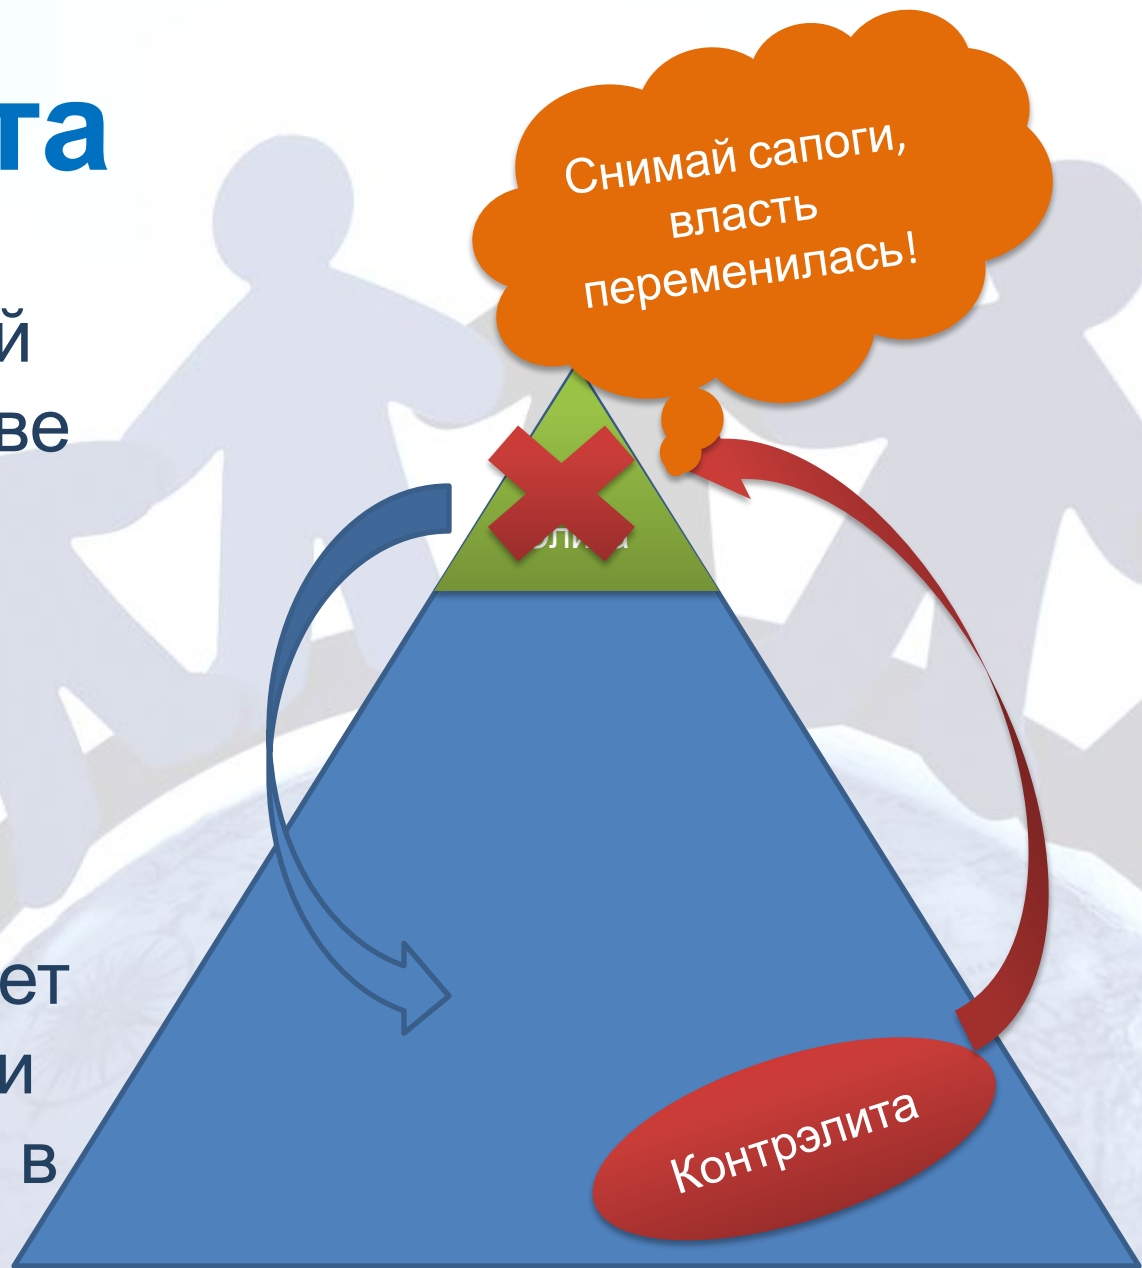 та
Снимай сапоги,
власть
переменилась!
й
ве
ет
и
в
Контрэлита